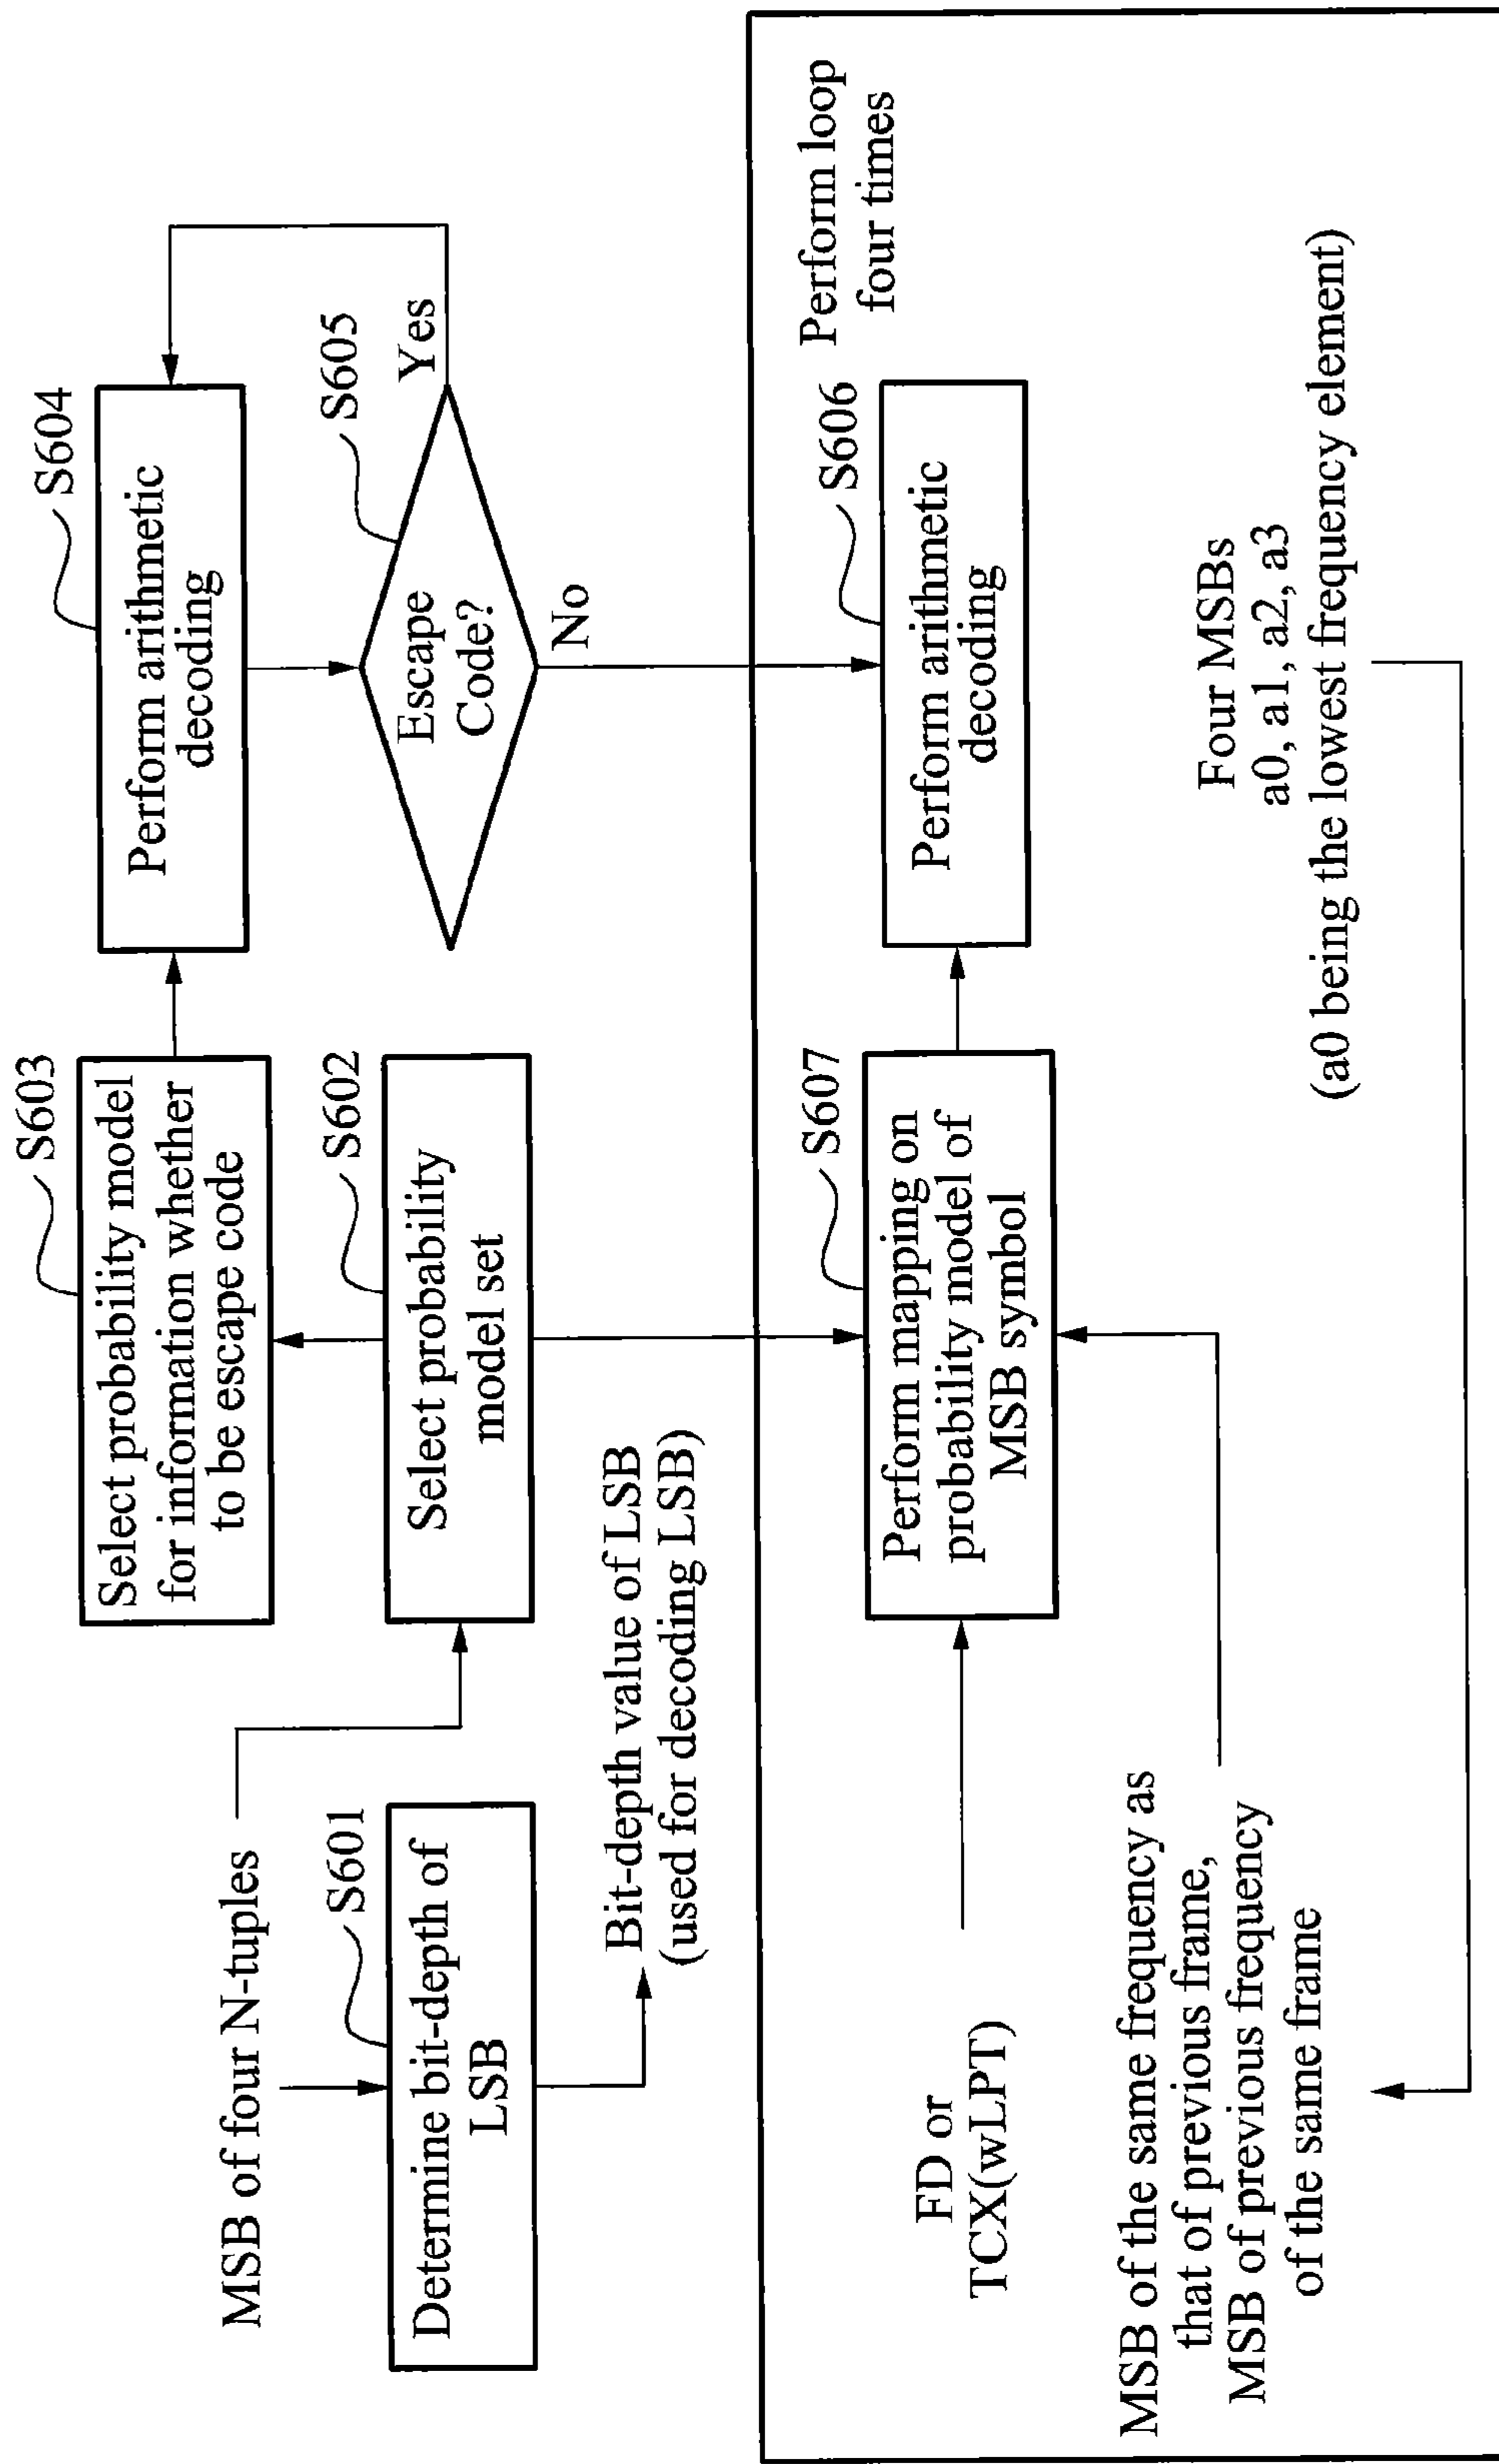 MSB of four N-tuples
S601
Determine bit-depth of
LSB
Bit-depth value of LSB
(used for decoding LSB)
S602
Select probability
model set
S603
Select probability model
for information whether
to be escape code
S604
Perform arithmetic
decoding
S605
Escape
Code?
Yes
No
Perform loop
four times
S606
Perform arithmetic
decoding
S607
Perform mapping on
probability model of
MSB symbol
FD or
TCX(wLPT)
MSB of the same frequency as
that of previous frame,
MSB of previous frequency
of the same frame
Four MSBs
a0, a1, a2, a3
(a0 being the lowest frequency element)